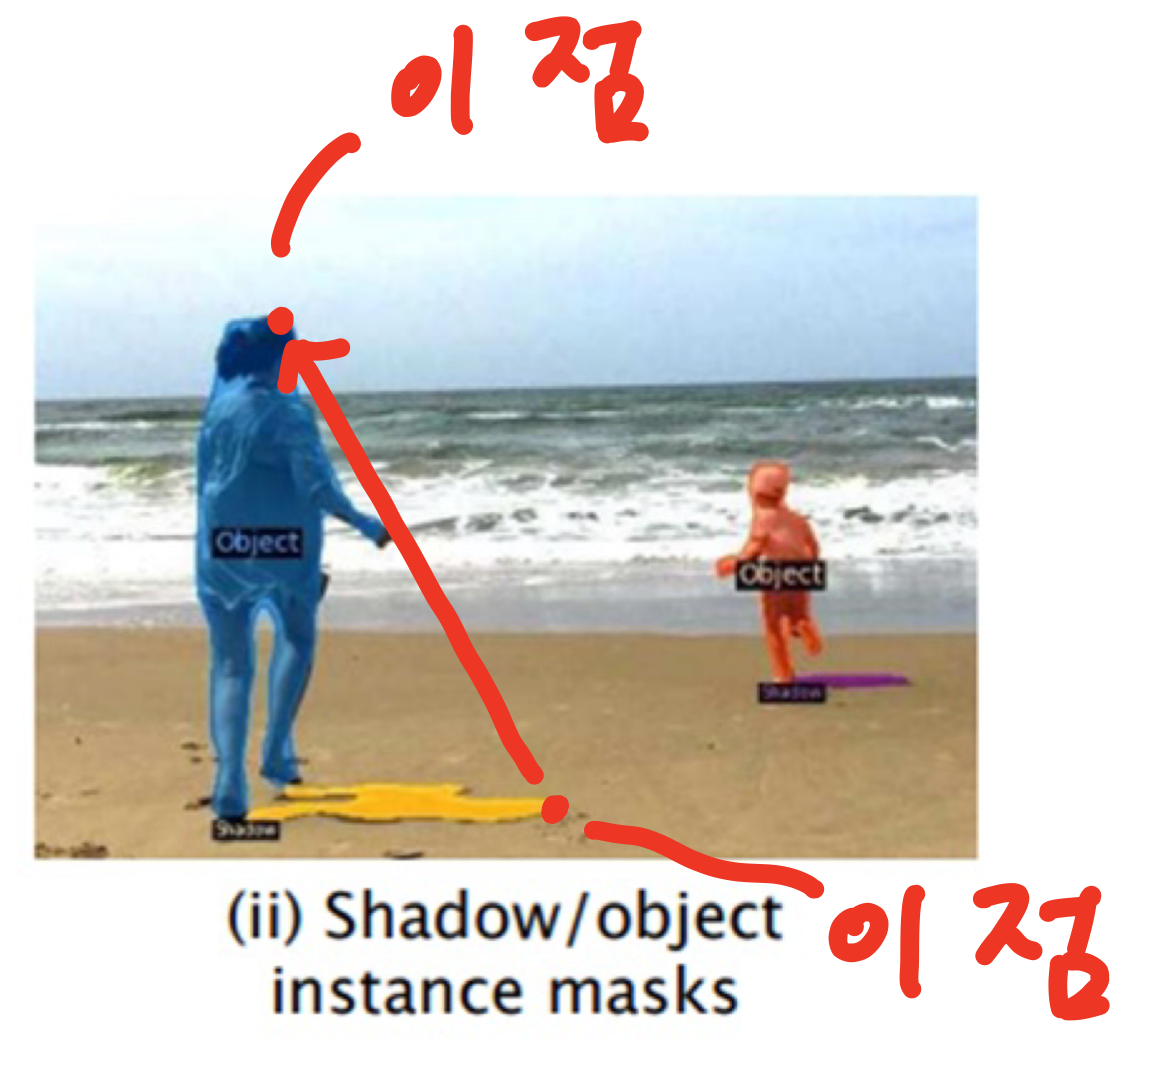 이 점
Object
Object
Shadow
Shadow
(ii) Shadow/object
instance masks
이 점